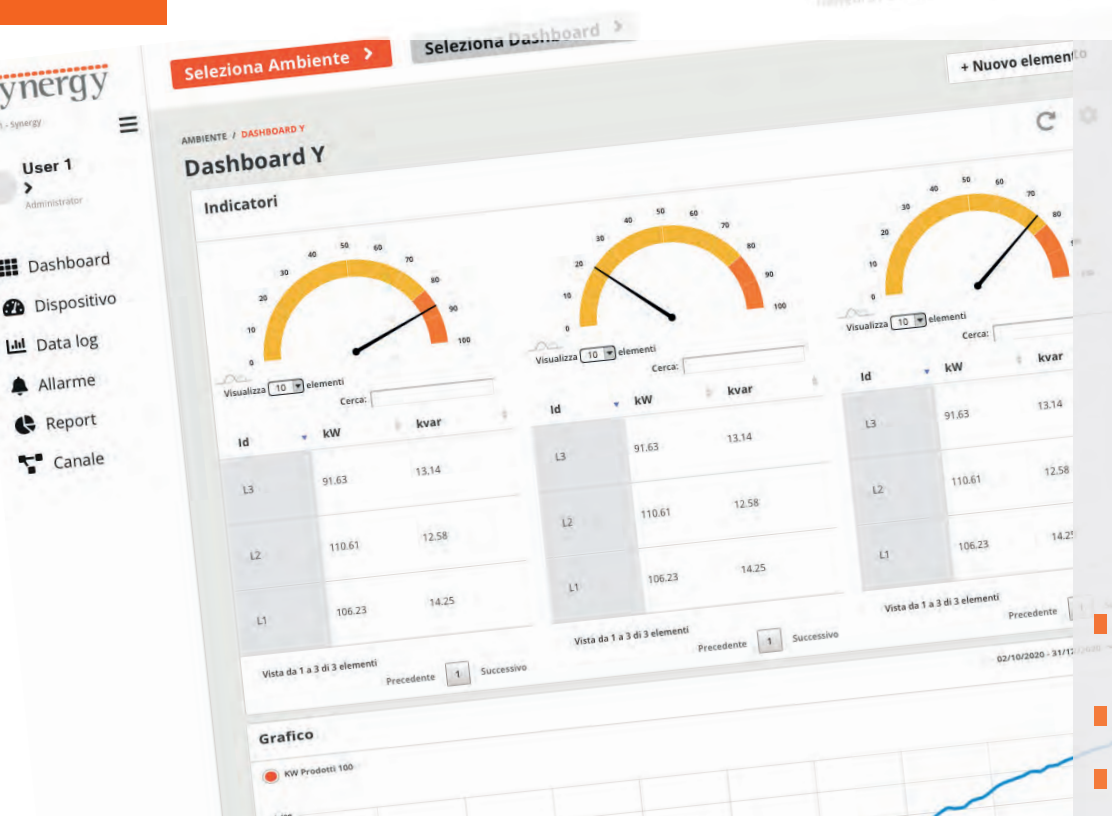 Seleziona Ambiente >
Seleziona Dashboard >
ynergy
Synergy
+ Nuovo elemento
User 1
>
Administrator
AMBIENTE / DASHBOARD Y
Dashboard Y
Indicatori
Dashboard
Dispositivo
Data log
Allarme
Report
Canale
0 10 20 30 40 50 60 70 80 90 100
Visualizza 10 elementi
Cerca:
Id kW kvar
L3 91.63 13.14
L2 110.61 12.58
L1 106.23 14.25
Vista da 1 a 3 di 3 elementi
Precedente 1 Successivo
0 10 20 30 40 50 60 70 80 90 100
Visualizza 10 elementi
Cerca:
Id kW kvar
L3 91.63 13.14
L2 110.61 12.58
L1 106.23 14.25
Vista da 1 a 3 di 3 elementi
Precedente 1 Successivo
0 10 20 30 40 50 60 70 80
Visualizza 10 elementi
Cerca:
Id kW kvar
L3 91.63 13.14
L2 110.61 12.58
L1 106.23 14.25
Vista da 1 a 3 di 3 elementi
Precedente 1
Grafico
02/10/2020 - 31/12/2020
KW Prodotti 100